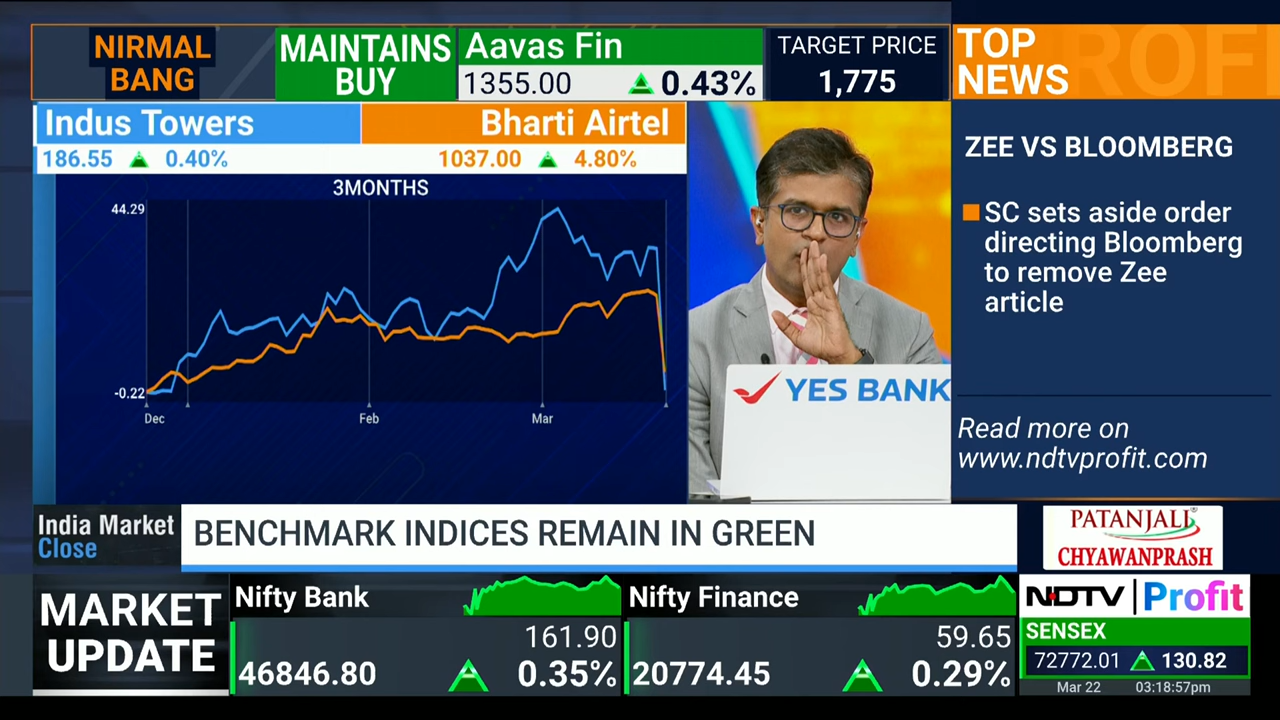 NIRMAL
BANG
MAINTAINS
BUY
Aavas Fin
1355.00 0.43%
TARGET PRICE
1,775
TOP
NEWS
PROFI
Indus Towers
186.55 0.40%
Bharti Airtel
1037.00 4.80%
3MONTHS
44.29
-0.22
Dec Feb Mar
YES BANK
ZEE VS BLOOMBERG
SC sets aside order
directing Bloomberg
to remove Zee
article
Read more on
www.ndtvprofit.com
India Market
Close
BENCHMARK INDICES REMAIN IN GREEN
PATANJALI
CHYAWANPRASH
MARKET
UPDATE
Nifty Bank
161.90
46846.80 0.35%
Nifty Finance
59.65
20774.45 0.29%
NDTV Profit
SENSEX
72772.01 130.82
Mar 22 03:18:57pm